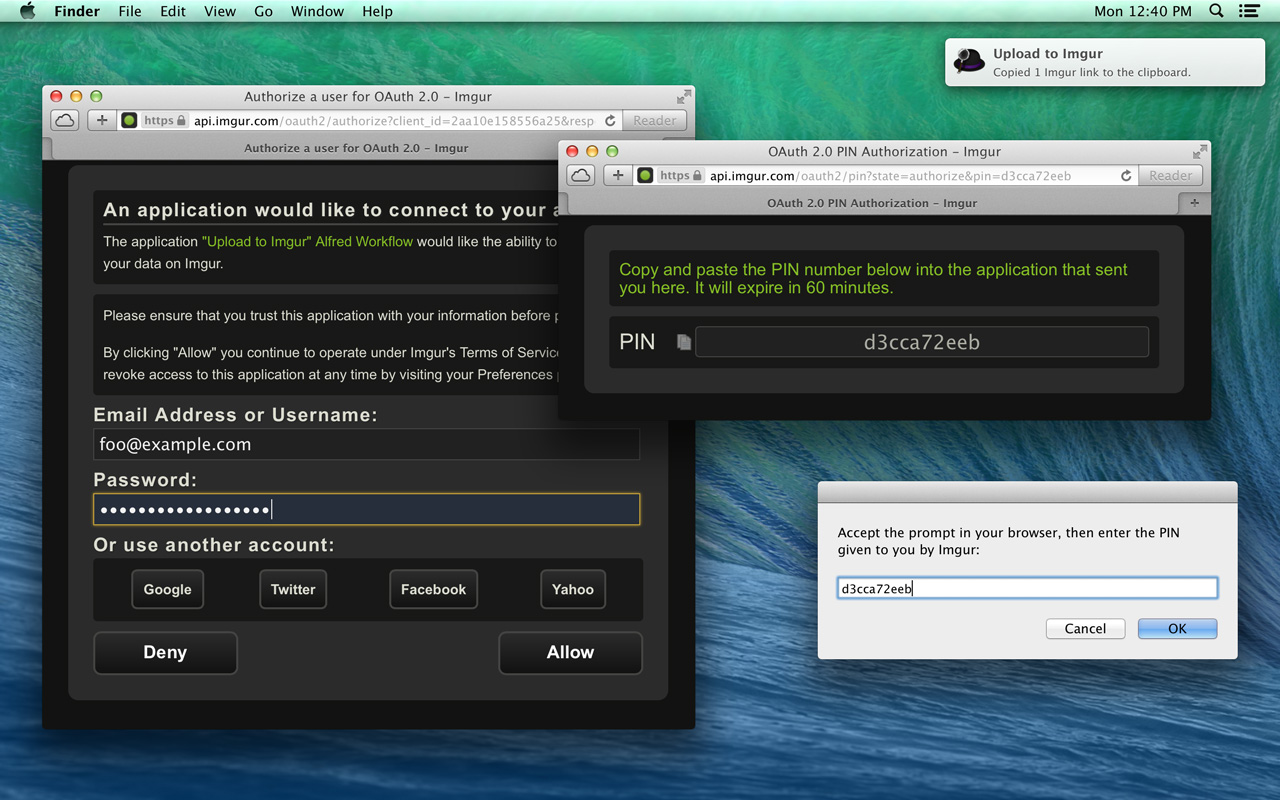 Finder File Edit View Go Window Help
Mon 12:40 PM
Upload to Imgur
Copied 1 Imgur link to the clipboard.
Authorize a user for OAuth 2.0 – Imgur
https api.imgur.com/oauth2/authorize?client_id=2aa10e158556a25&resp
Reader
Authorize a user for OAuth 2.0 – Imgur
An application would like to connect to your a
The application "Upload to Imgur" Alfred Workflow would like the ability to
your data on Imgur.
Please ensure that you trust this application with your information before
By clicking "Allow" you continue to operate under Imgur's Terms of Service
revoke access to this application at any time by visiting your Preferences
Email Address or Username:
foo@example.com
Password:
••••••••••••••••••
Or use another account:
Google
Twitter
Facebook
Yahoo
Deny
Allow
OAuth 2.0 PIN Authorization – Imgur
https api.imgur.com/oauth2/pin?state=authorize&pin=d3cca72eeb
Reader
OAuth 2.0 PIN Authorization – Imgur
Copy and paste the PIN number below into the application that sent
you here. It will expire in 60 minutes.
PIN
d3cca72eeb
Accept the prompt in your browser, then enter the PIN
given to you by Imgur:
d3cca72eeb
Cancel
OK